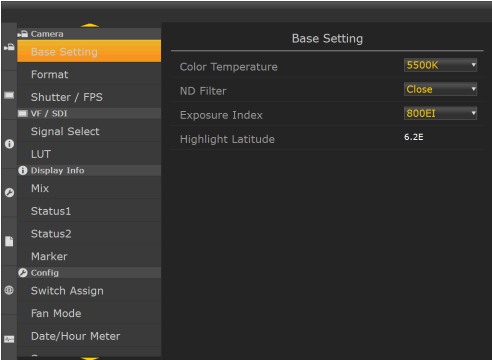 Camera
Base Setting
Format
Shutter / FPS
VF / SDI
Signal Select
LUT
Display Info
Mix
Status1
Status2
Marker
Config
Switch Assign
Fan Mode
Date/Hour Meter
Base Setting
Color Temperature 5500K
ND Filter Close
Exposure Index 800EI
Highlight Latitude 6.2E